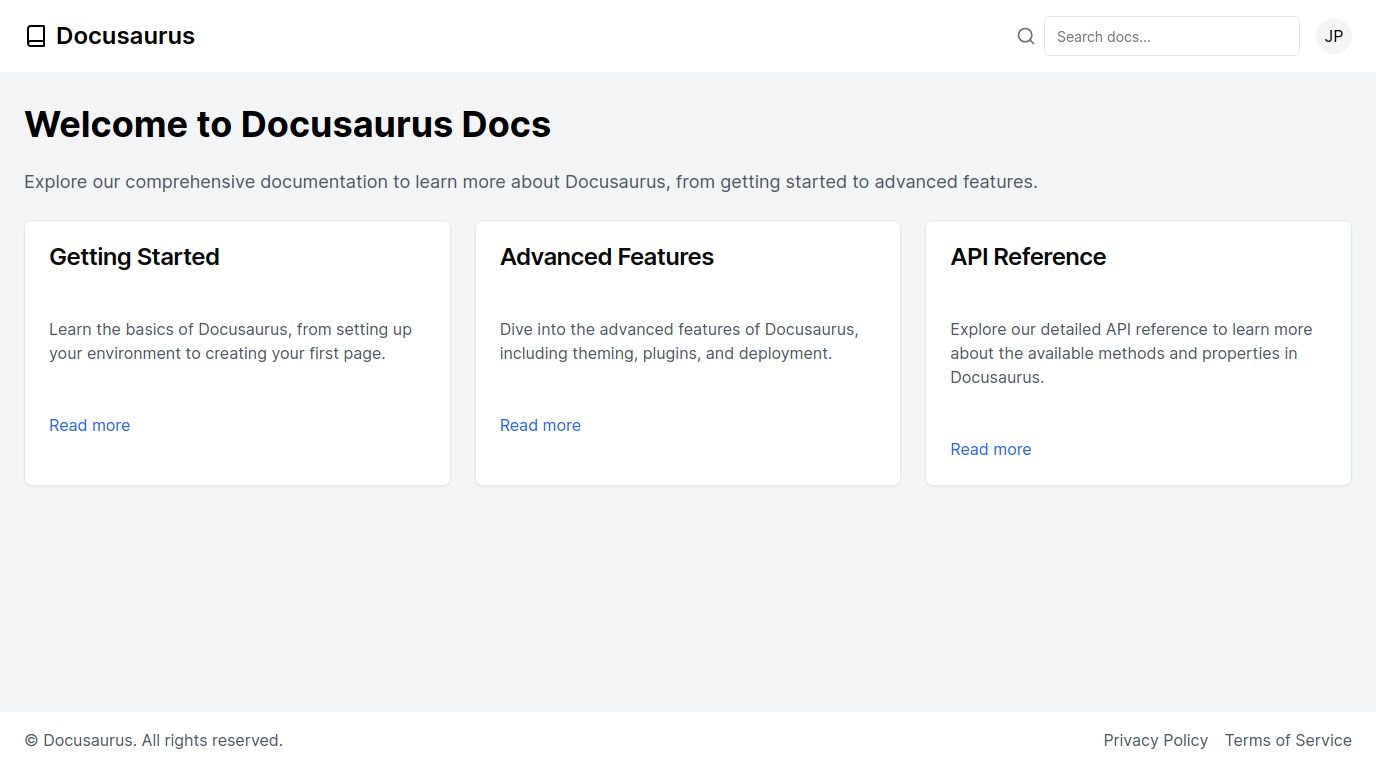 Docusaurus
Search docs...
JP
Welcome to Docusaurus Docs
Explore our comprehensive documentation to learn more about Docusaurus, from getting started to advanced features.
Getting Started
Learn the basics of Docusaurus, from setting up
your environment to creating your first page.
Read more
Advanced Features
Dive into the advanced features of Docusaurus,
including theming, plugins, and deployment.
Read more
API Reference
Explore our detailed API reference to learn more
about the available methods and properties in
Docusaurus.
Read more
© Docusaurus. All rights reserved.
Privacy Policy
Terms of Service